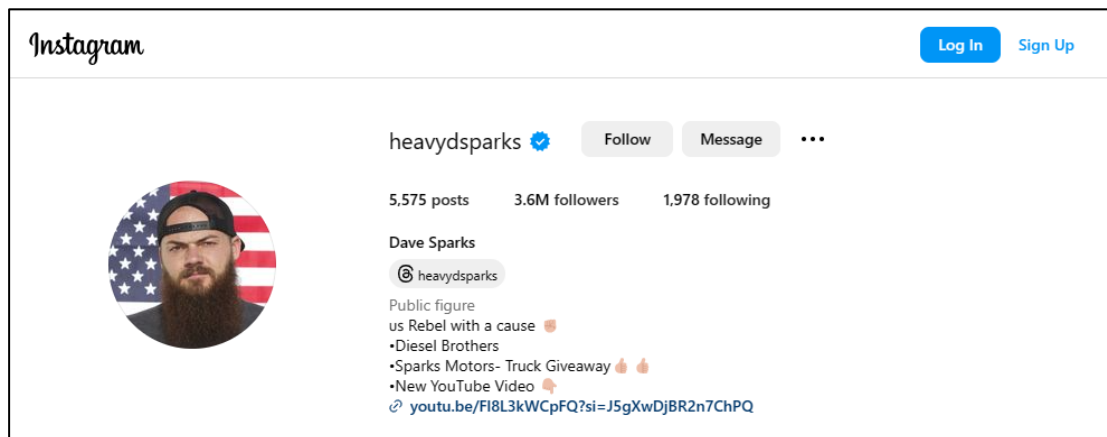 Instagram
Log In Sign Up
heavydsparks Follow Message
5,575 posts 3.6M followers 1,978 following
Dave Sparks
heavydsparks
Public figure
us Rebel with a cause ✊🏼
•Diesel Brothers
•Sparks Motors- Truck Giveaway👍🏼 👍🏼
•New YouTube Video 👇🏼
youtu.be/FI8L3kWCpFQ?si=J5gXwDjBR2n7ChPQ